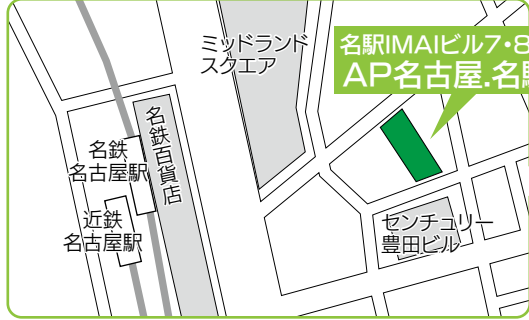 ミッドランド
スクエア
名駅IMAIビル7・8
AP名古屋.名駅
名鉄百貨店
名鉄
名古屋駅
近鉄
名古屋駅
センチュリー
豊田ビル